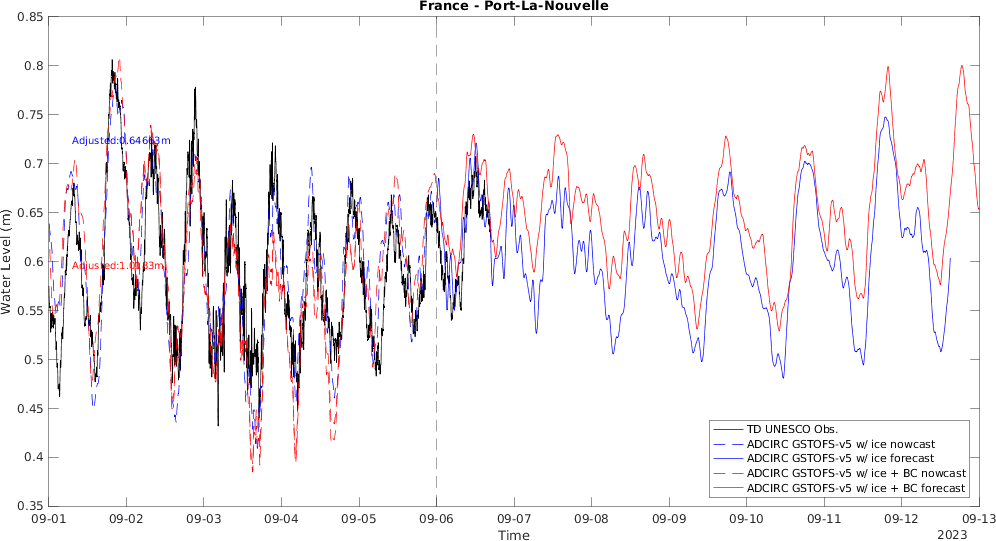 France - Port-La-Nouvelle
0.85
0.8
0.75
0.7
0.65
0.6
0.55
0.5
0.45
0.4
0.35
Water Level (m)
TD UNESCO Obs.
ADCIRC GSTOFS-v5 w/ ice nowcast
ADCIRC GSTOFS-v5 w/ ice forecast
ADCIRC GSTOFS-v5 w/ ice + BC nowcast
ADCIRC GSTOFS-v5 w/ ice + BC forecast
09-01 09-02 09-03 09-04 09-05 09-06 09-07 09-08 09-09 09-10 09-11 09-12 09-13
Time
2023